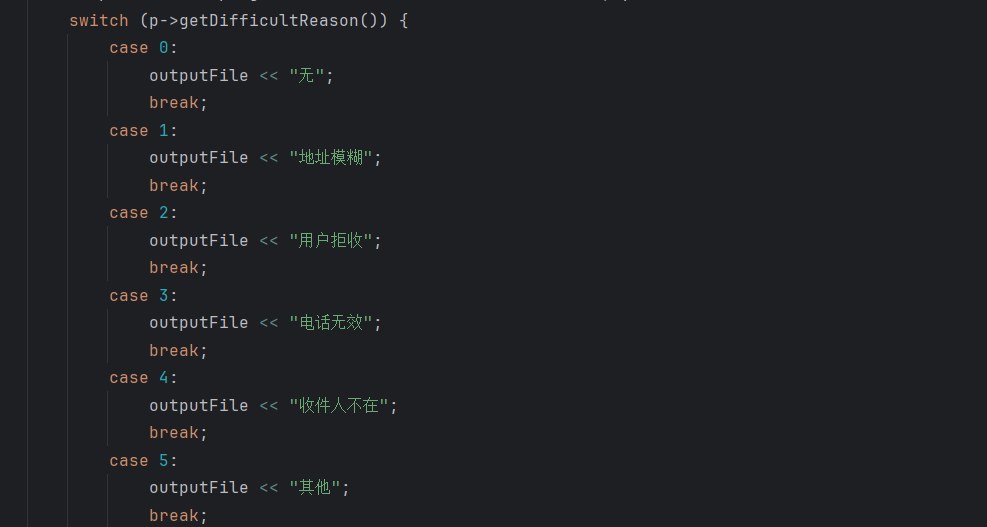 switch (p->getDifficultReason()) {
case 0:
outputFile << "无";
break;
case 1:
outputFile << "地址模糊";
break;
case 2:
outputFile << "用户拒收";
break;
case 3:
outputFile << "电话无效";
break;
case 4:
outputFile << "收件人不在";
break;
case 5:
outputFile << "其他";
break;